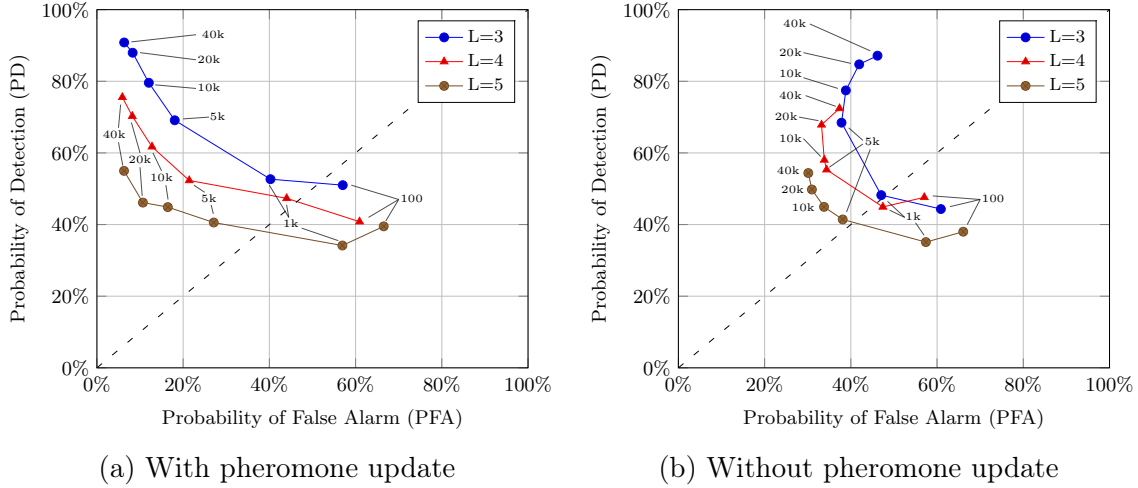 100%
80%
60%
40%
20%
0%
0%
20%
40%
60%
80%
100%
Probability of Detection (PD)
Probability of False Alarm (PFA)
L=3
L=4
L=5
40k
20k
10k
5k
40k
20k
10k
5k
1k
100
(a) With pheromone update
100%
80%
60%
40%
20%
0%
0%
20%
40%
60%
80%
100%
Probability of Detection (PD)
Probability of False Alarm (PFA)
L=3
L=4
L=5
40k
20k
10k
40k
20k
10k
5k
40k
20k
10k
1k
100
(b) Without pheromone update